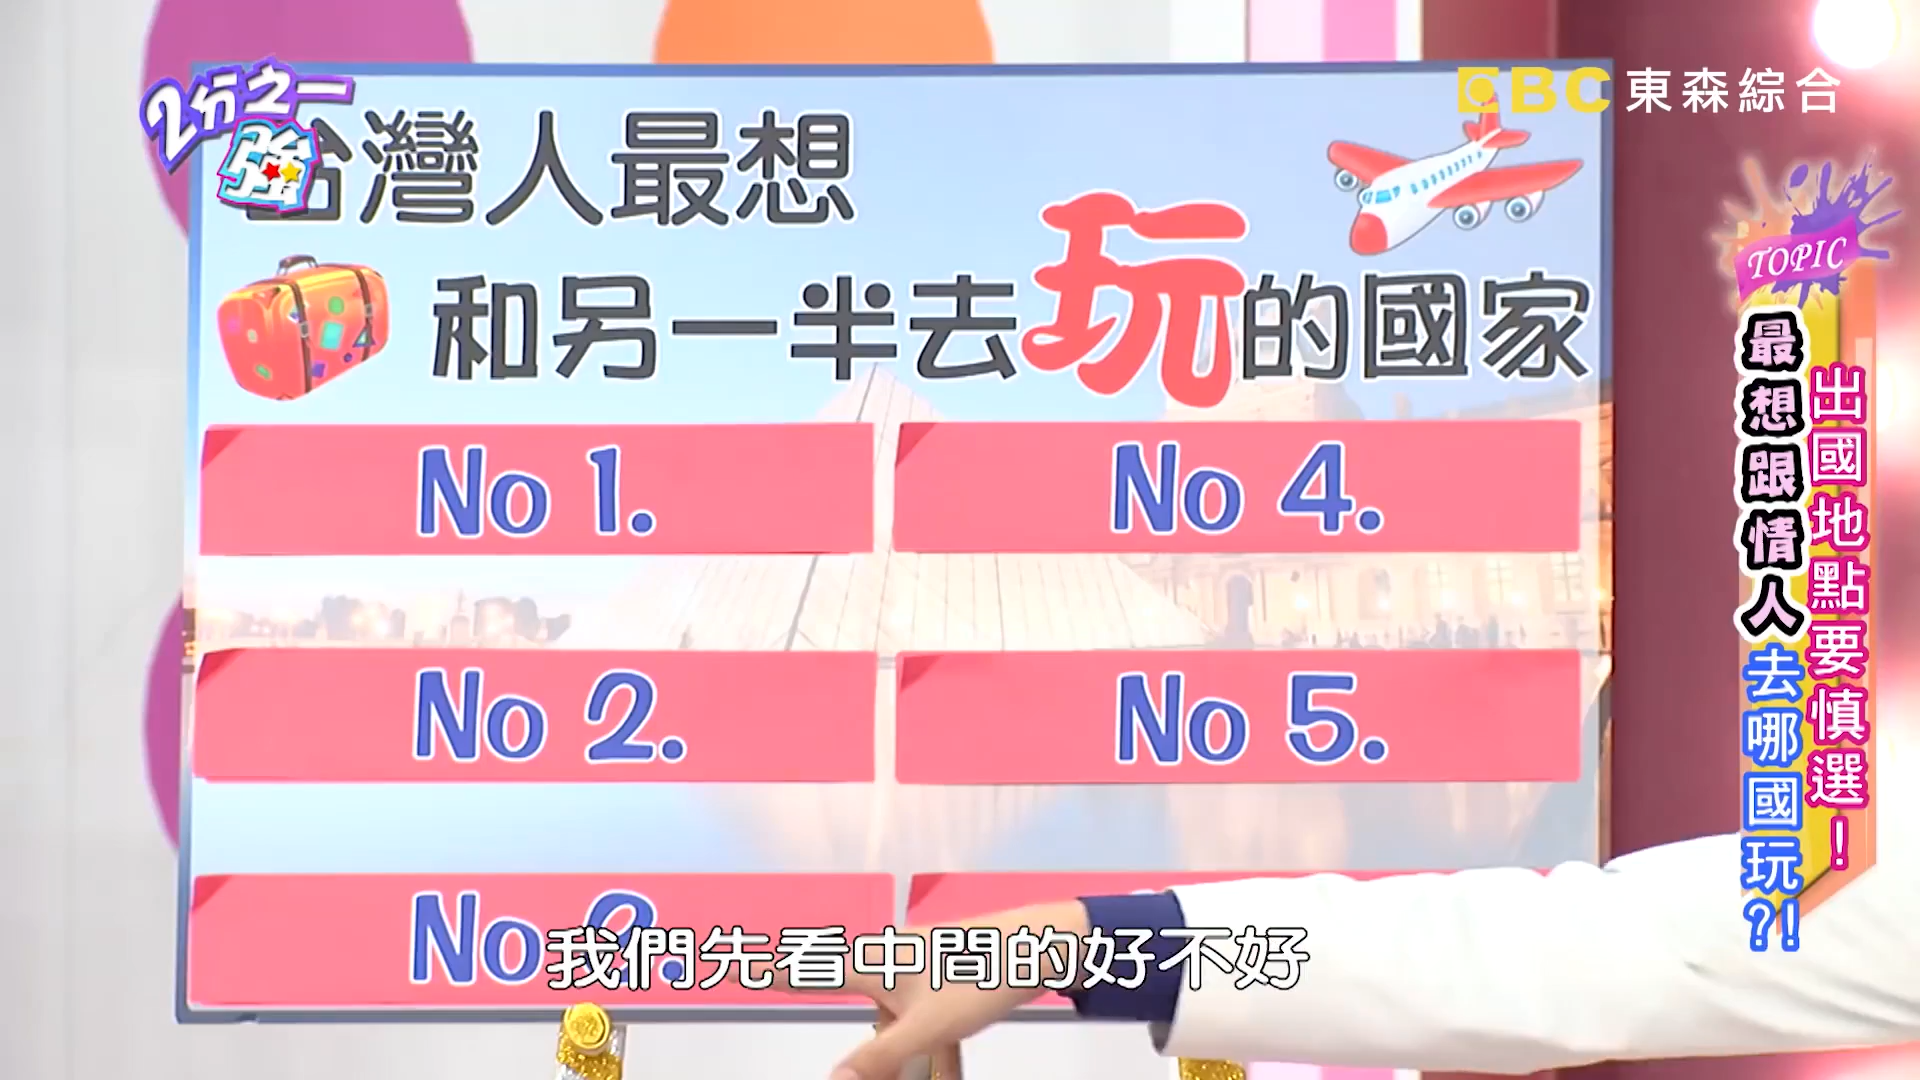 2分之一強
EBC 東森綜合
台灣人最想
和另一半去玩的國家
No 1.
No 4.
No 2.
No 5.
No
我們先看中間的好不好
TOPIC
出國地點要慎選!
最想跟情人去哪國玩?!